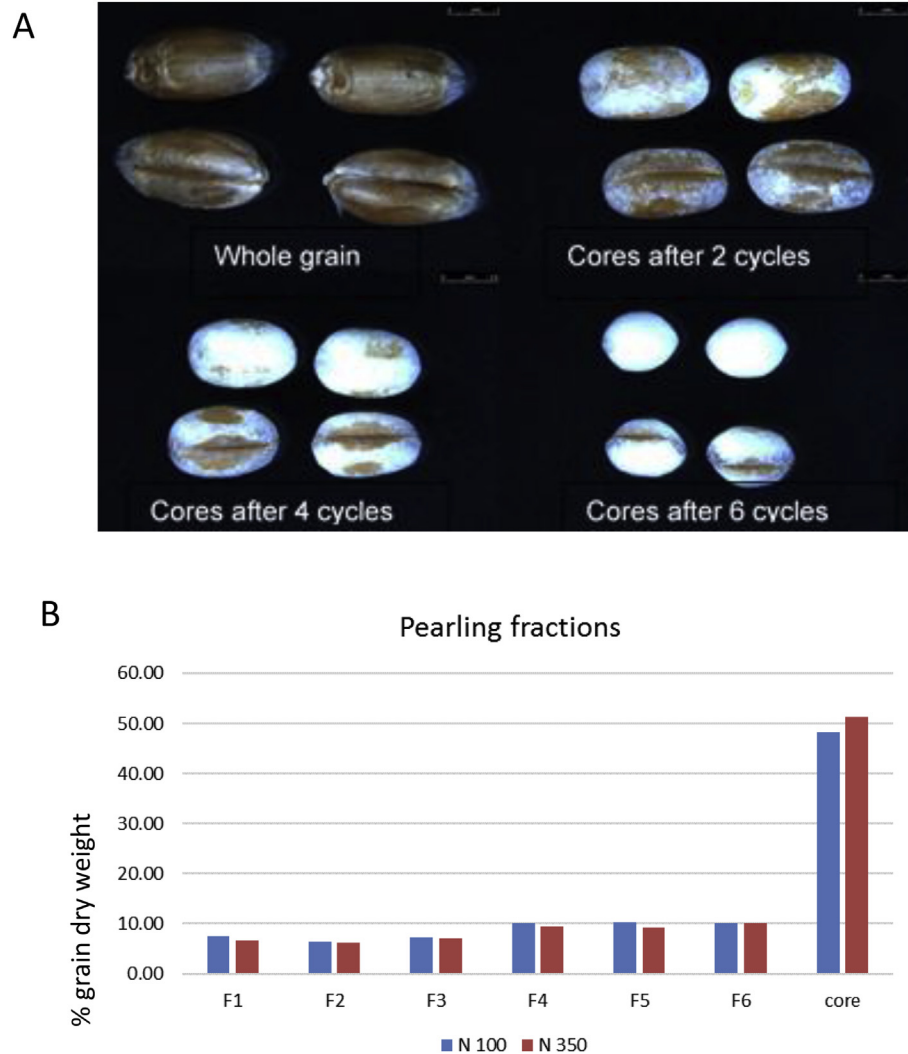 A
Whole grain
Cores after 2 cycles
Cores after 4 cycles
Cores after 6 cycles
B
Pearling fractions
% grain dry weight
60.00
50.00
40.00
30.00
20.00
10.00
0.00
F1 F2 F3 F4 F5 F6 core
N 100 N 350